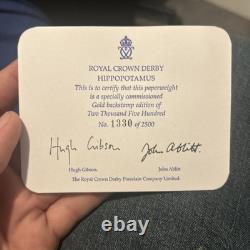 ROYAL CROWN DERBY
HIPPOPOTAMUS
This is to certify that this paperweight
is a specially commissioned
Gold backstamp edition of
Two Thousand Five Hundred
No. 1330 of 2500
Hugh Gibson John Ablitt.
Hugh Gibson John Ablitt
The Royal Crown Derby Porcelain Company Limited